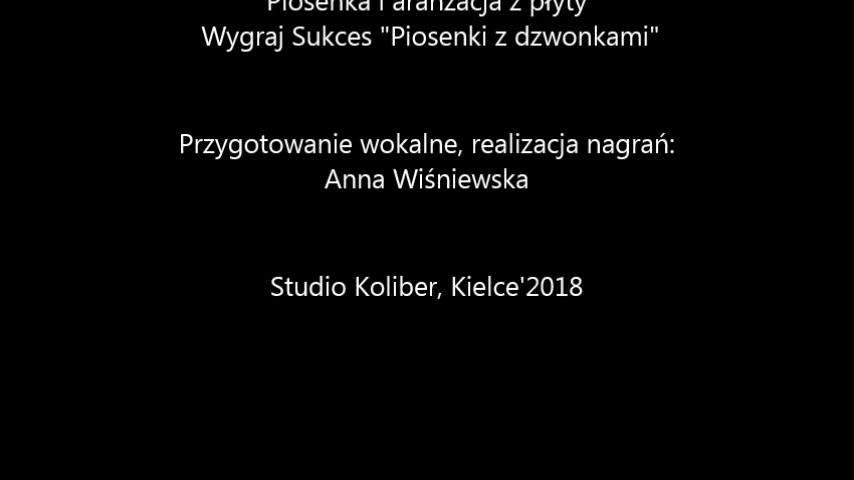 Piosenka i aranżacja z płyty
Wygraj Sukces "Piosenki z dzwonkami"
Przygotowanie wokalne, realizacja nagrań:
Anna Wiśniewska
Studio Koliber, Kielce'2018